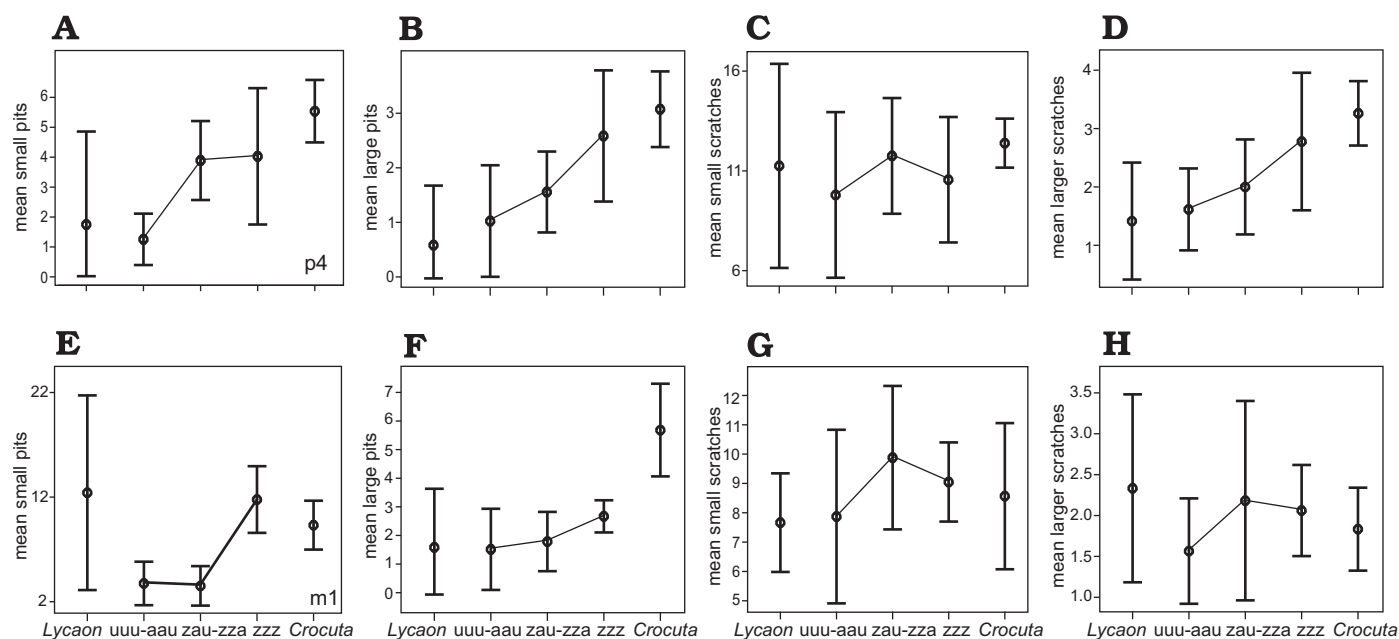 A
mean small pits
6
5
4
3
2
1
0
p4
B
mean large pits
3
2
1
0
C
mean small scratches
16
11
6
D
mean larger scratches
4
3
2
1
E
mean small pits
22
12
2
m1
Lycaon uuu-aau zau-zza zzz Crocuta
F
mean large pits
7
6
5
4
3
2
1
0
Lycaon uuu-aau zau-zza zzz Crocuta
G
mean small scratches
12
11
10
9
8
7
6
5
Lycaon uuu-aau zau-zza zzz Crocuta
H
mean larger scratches
3.5
3.0
2.5
2.0
1.5
1.0
Lycaon uuu-aau zau-zza zzz Crocuta